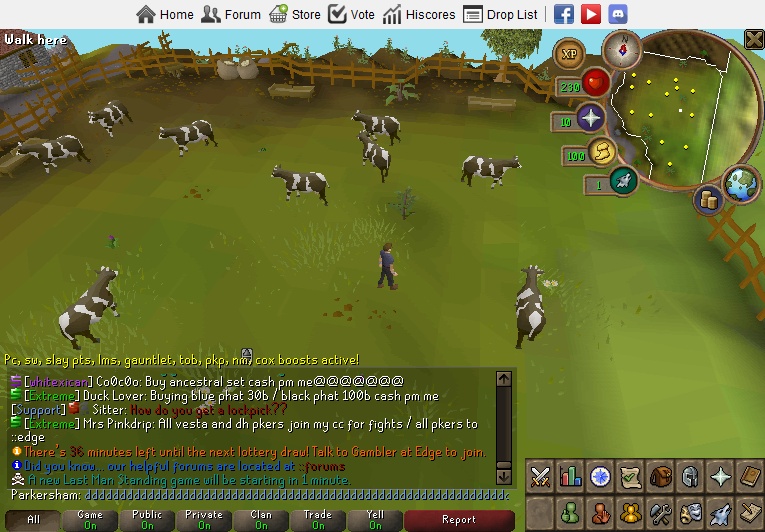 Home Forum Store Vote Hiscores Drop List
Walk here
XP
230
10
100
1
Pc, sw, slay pts, lms, gauntlet, tob, pkp, nm, cox boosts active!
[whitexican] Co0c0o: Buy ancestral set cash pm me@@@@@@@
[Extreme] Duck Lover: Buying blue phat 30b / black phat 100b cash pm me
[Support] Sitter: How do you get a lockpick??
[Extreme] Mrs Pinkdrip: All vesta and dh pkers join my cc for fights / all pkers to
::edge
There's 36 minutes left until the next lottery draw! Talk to Gambler at Edge to join.
Did you know... our helpful forums are located at ::forums
A new Last Man Standing game will be starting in 1 minute.
Parkersham:
All Game On Public On Private On Clan On Trade On Yell On Report